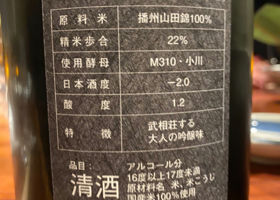 原料米 播州山田錦100%
精米歩合 22%
使用酵母 M310・小川
日本酒度 −2.0
酸度 1.2
特徴 武相荘する
大人の吟醸味
品目:
清酒
アルコール分
16度以上17度未満
原材料名 米、米こうじ
国産米100%使用